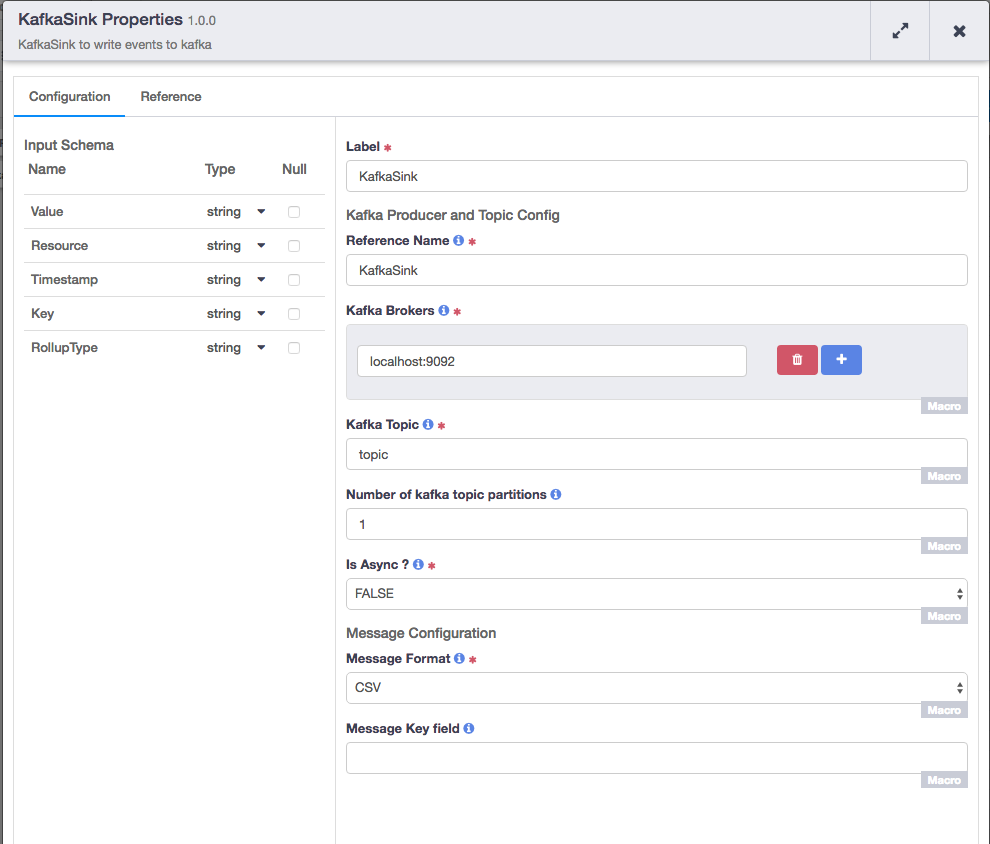 KafkaSink Properties 1.0.0
KafkaSink to write events to kafka
Configuration Reference
Input Schema
Name Type Null
Value string
Resource string
Timestamp string
Key string
RollupType string
Label *
KafkaSink
Kafka Producer and Topic Config
Reference Name *
KafkaSink
Kafka Brokers *
localhost:9092
Macro
Kafka Topic *
topic
Macro
Number of kafka topic partitions
1
Macro
Is Async ? *
FALSE
Macro
Message Configuration
Message Format *
CSV
Macro
Message Key field
Macro